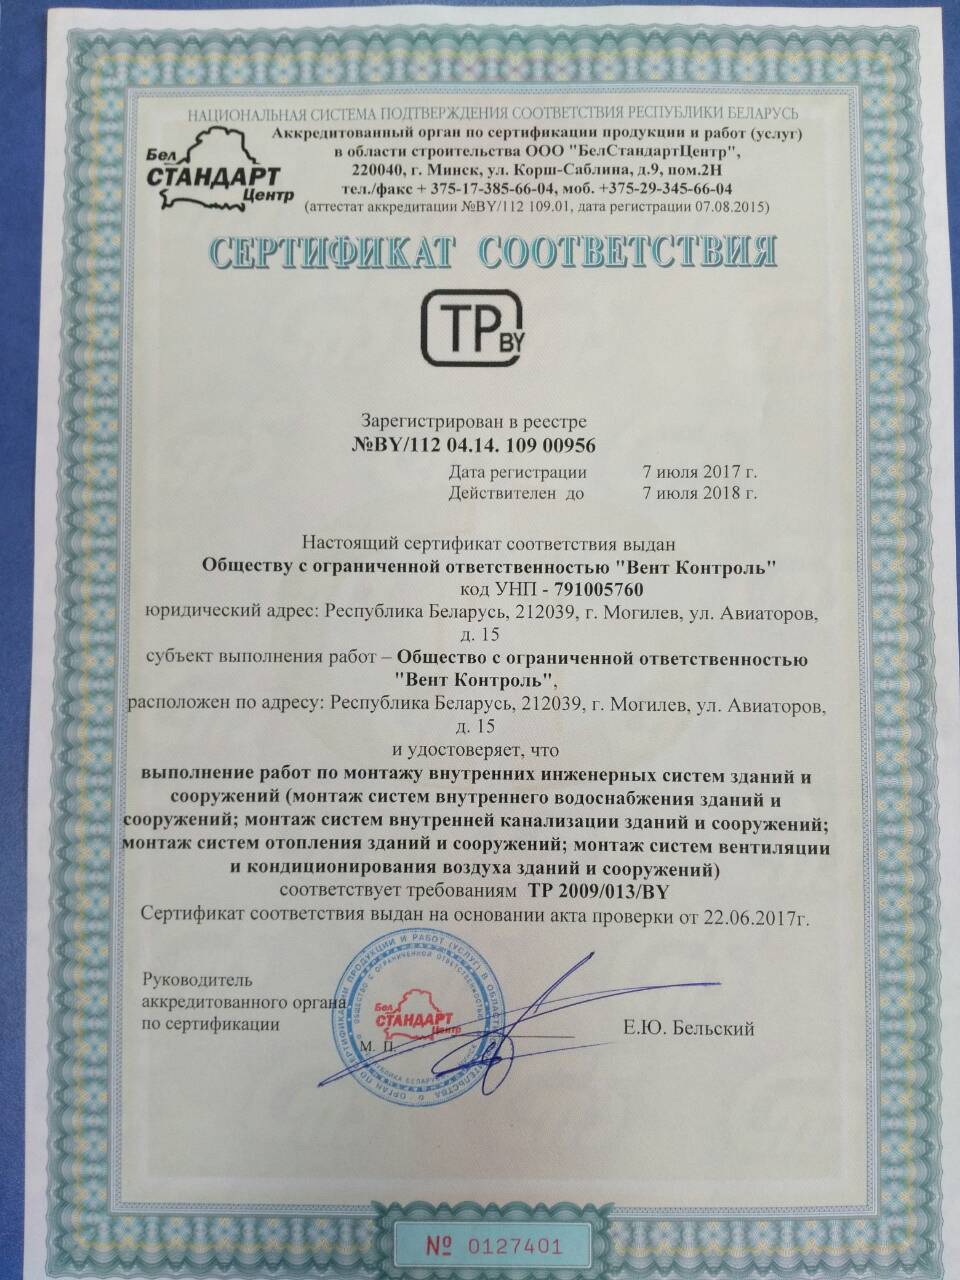 НАЦИОНАЛЬНАЯ СИСТЕМА ПОДТВЕРЖДЕНИЯ СООТВЕТСТВИЯ РЕСПУБЛИКИ БЕЛАРУСЬ
Бел
СТАНДАРТ
Центр
Аккредитованный орган по сертификации продукции и работ (услуг)
в области строительства ООО "БелСтандартЦентр",
220040, г. Минск, ул. Корш-Саблина, д.9, пом.2Н
тел./факс + 375-17-385-66-04, моб. +375-29-345-66-04
(аттестат аккредитации №BY/112 109.01, дата регистрации 07.08.2015)
СЕРТИФИКАТ СООТВЕТСТВИЯ
ТР BY
Зарегистрирован в реестре
№BY/112 04.14. 109 00956
Дата регистрации 7 июля 2017 г.
Действителен до 7 июля 2018 г.
Настоящий сертификат соответствия выдан
Обществу с ограниченной ответственностью "Вент Контроль"
код УНП - 791005760
юридический адрес: Республика Беларусь, 212039, г. Могилев, ул. Авиаторов,
д. 15
субъект выполнения работ – Общество с ограниченной ответственностью
"Вент Контроль",
расположен по адресу: Республика Беларусь, 212039, г. Могилев, ул. Авиаторов,
д. 15
и удостоверяет, что
выполнение работ по монтажу внутренних инженерных систем зданий и
сооружений (монтаж систем внутреннего водоснабжения зданий и
сооружений; монтаж систем внутренней канализации зданий и сооружений;
монтаж систем отопления зданий и сооружений; монтаж систем вентиляции
и кондиционирования воздуха зданий и сооружений)
соответствует требованиям ТР 2009/013/BY
Сертификат соответствия выдан на основании акта проверки от 22.06.2017г.
Руководитель
аккредитованного органа
по сертификации
М. П.
Бел
СТАНДАРТ
Центр
Е.Ю. Бельский
№ 0127401